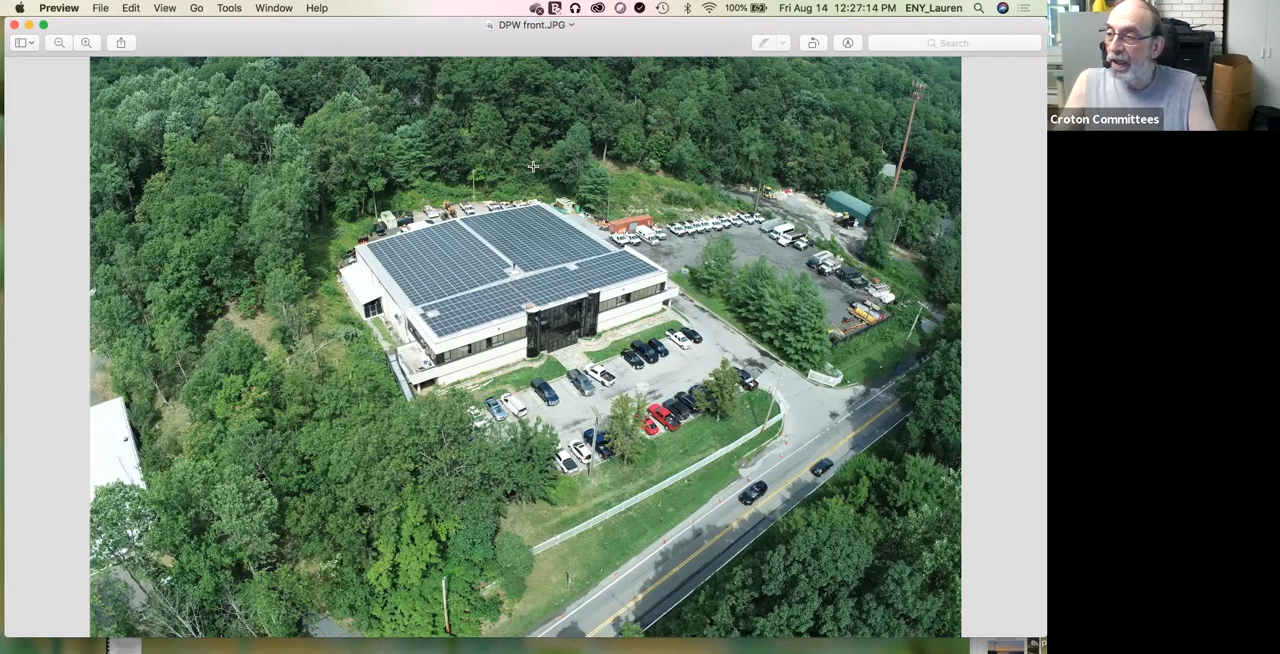 Preview File Edit View Go Tools Window Help 100% Fri Aug 14 12:27:14 PM ENY_Lauren
DPW front.JPG
Search
Croton Committees